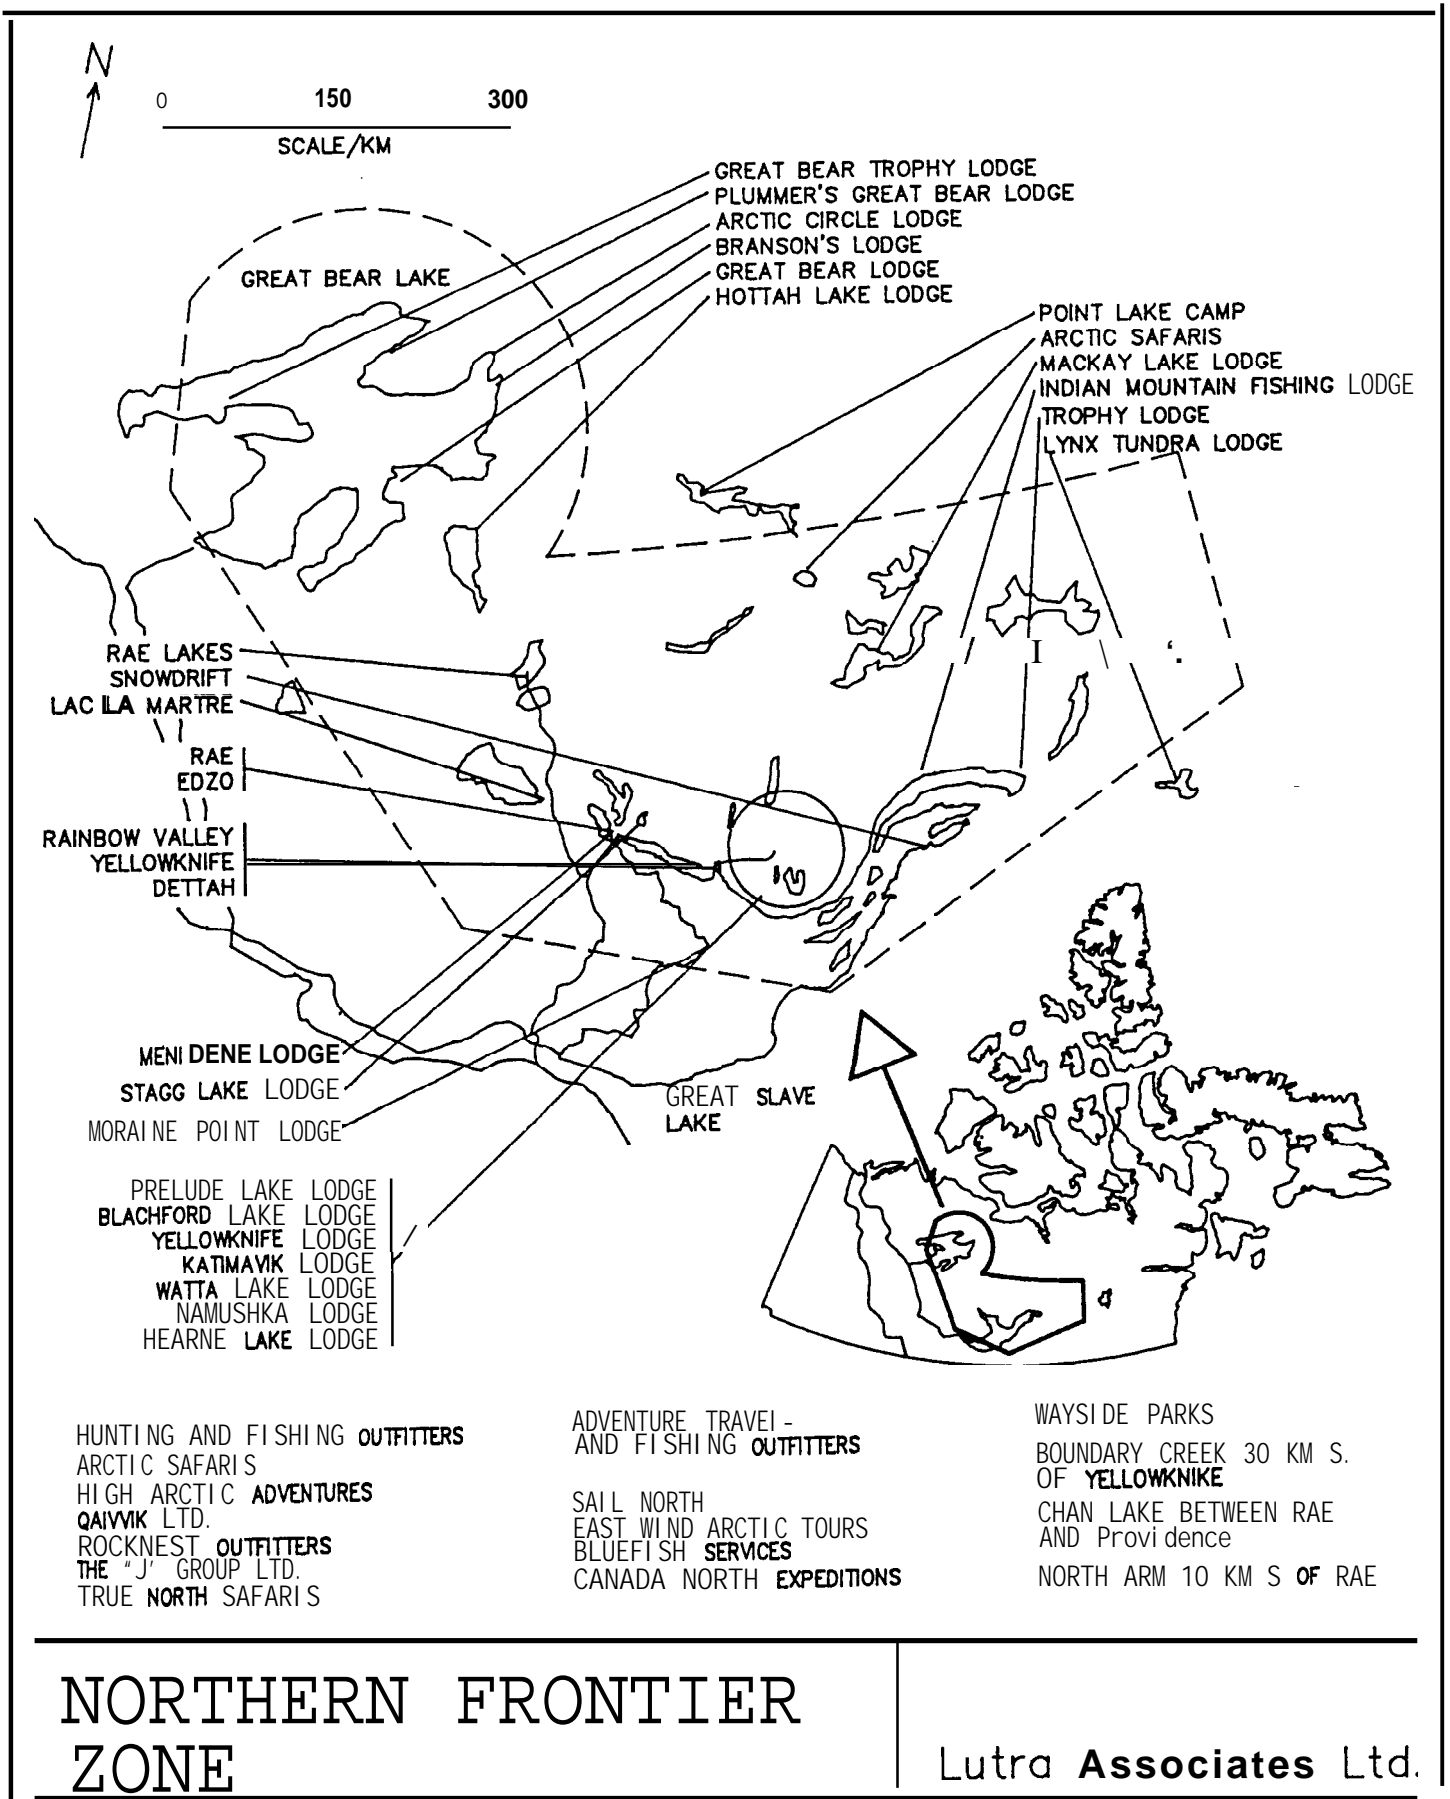 N
0 150 300
SCALE/KM
GREAT BEAR TROPHY LODGE
PLUMMER'S GREAT BEAR LODGE
ARCTIC CIRCLE LODGE
BRANSON'S LODGE
GREAT BEAR LODGE
HOTTAH LAKE LODGE
GREAT BEAR LAKE
POINT LAKE CAMP
ARCTIC SAFARIS
MACKAY LAKE LODGE
INDIAN MOUNTAIN FISHING LODGE
TROPHY LODGE
LYNX TUNDRA LODGE
RAE LAKES
SNOWDRIFT
LAC LA MARTRE
RAE
EDZO
RAINBOW VALLEY
YELLOWKNIFE
DETTAH
MENI DENE LODGE
STAGG LAKE LODGE
MORAINE POINT LODGE
GREAT SLAVE
LAKE
PRELUDE LAKE LODGE
BLACHFORD LAKE LODGE
YELLOWKNIFE LODGE
KATIMAVIK LODGE
WATTA LAKE LODGE
NAMUSHKA LODGE
HEARNE LAKE LODGE
HUNTING AND FISHING OUTFITTERS
ARCTIC SAFARIS
HIGH ARCTIC ADVENTURES
QAIVVIK LTD.
ROCKNEST OUTFITTERS
THE "J' GROUP LTD.
TRUE NORTH SAFARIS
ADVENTURE TRAVEI-
AND FISHING OUTFITTERS
SAIL NORTH
EAST WIND ARCTIC TOURS
BLUEFISH SERVICES
CANADA NORTH EXPEDITIONS
WAYSIDE PARKS
BOUNDARY CREEK 30 KM S.
OF YELLOWKNIKE
CHAN LAKE BETWEEN RAE
AND Providence
NORTH ARM 10 KM S OF RAE
NORTHERN FRONTIER
ZONE
Lutra Associates Ltd.